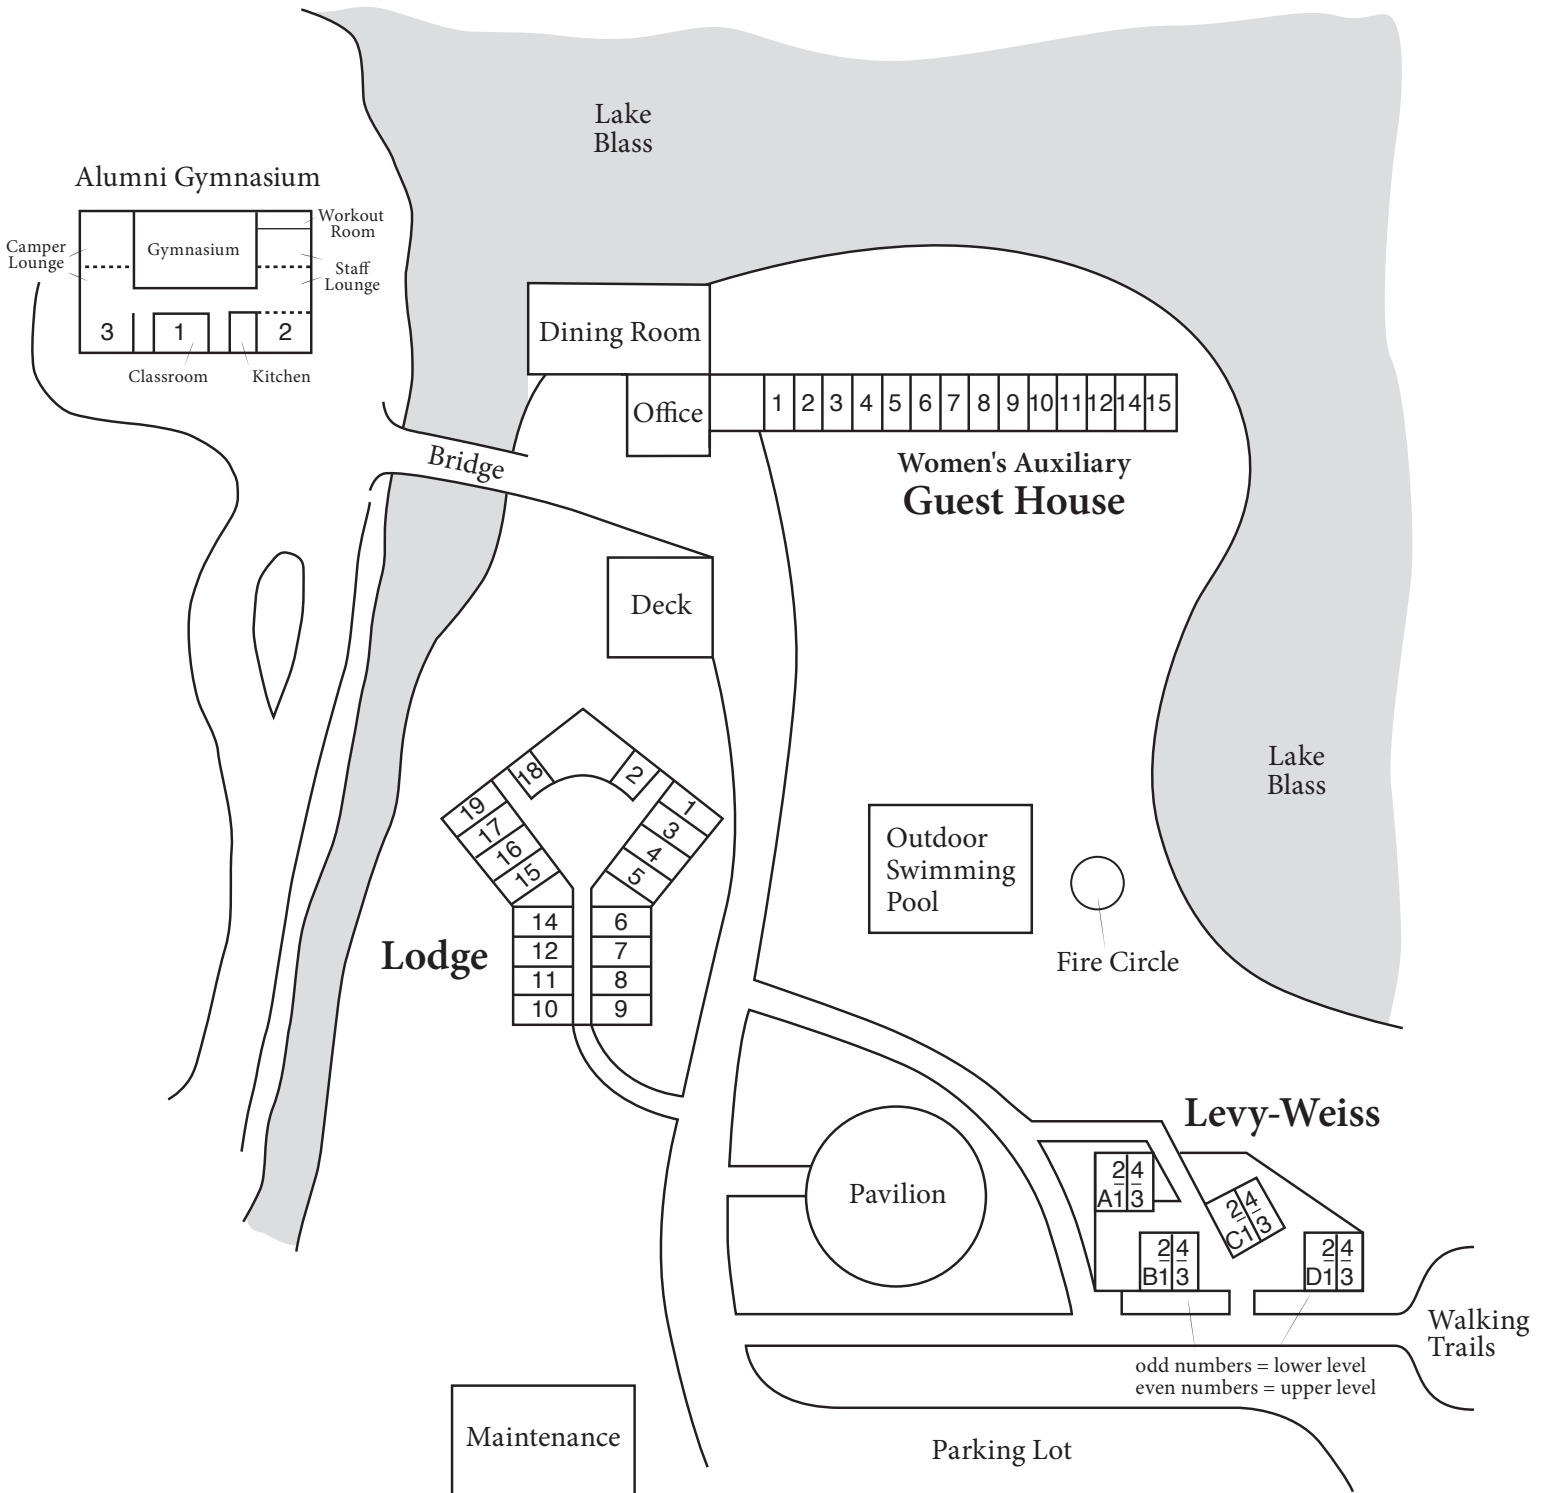 Lake
Blass
Alumni Gymnasium
Workout
Room
Camper
Lounge
Gymnasium
Staff
Lounge
3
1
2
Classroom
Kitchen
Dining Room
Office
1 2 3 4 5 6 7 8 9 10 11 12 14 15
Bridge
Women's Auxiliary
Guest House
Deck
Lake
Blass
18
2
19
1
17
3
16
4
15
5
14
6
12
7
11
8
10
9
Lodge
Outdoor
Swimming
Pool
Fire Circle
Levy-Weiss
Pavilion
2 4
A1 3
2 4
C1 3
2 4
B1 3
2 4
D1 3
Walking
Trails
odd numbers = lower level
even numbers = upper level
Maintenance
Parking Lot